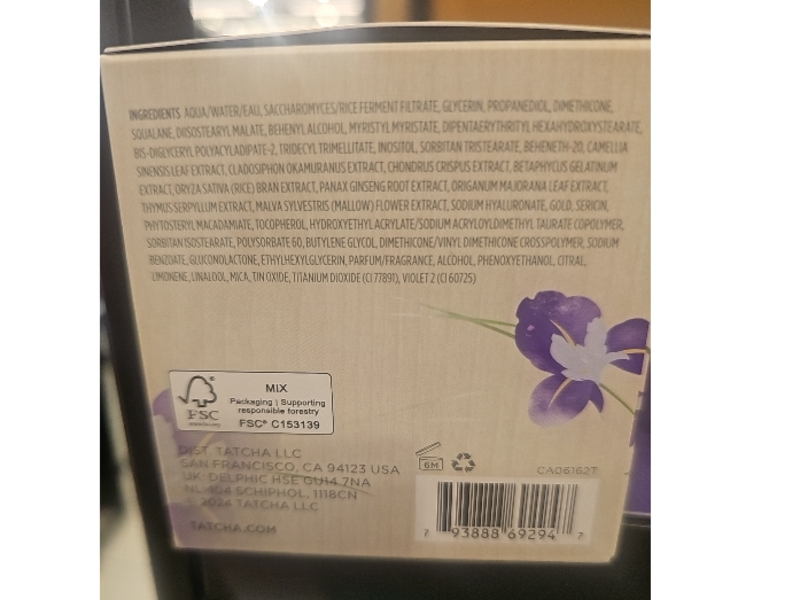 INGREDIENTS AQUA/WATER/EAU, SACCHAROMYCES/RICE FERMENT FILTRATE, GLYCERIN, PROPANEDIOL, DIMETHICONE,
SQUALANE, DIISOSTEARYL MALATE, BEHENYL ALCOHOL, MYRISTYL MYRISTATE, DIPENTAERYTHRITYL HEXAHYDROXYSTEARATE,
BIS-DIGLYCERYL POLYACYLADIPATE-2, TRIDECYL TRIMELLITATE, INOSITOL, SORBITAN TRISTEARATE, BEHENETH-20, CAMELLIA
SINENSIS LEAF EXTRACT, CLADOSIPHON OKAMURANUS EXTRACT, CHONDRUS CRISPUS EXTRACT, BETAPHYCUS GELATINUM
EXTRACT, ORYZA SATIVA (RICE) BRAN EXTRACT, PANAX GINSENG ROOT EXTRACT, ORIGANUM MAJORANA LEAF EXTRACT,
THYMUS SERPYLLUM EXTRACT, MALVA SYLVESTRIS (MALLOW) FLOWER EXTRACT, SODIUM HYALURONATE, GOLD, SERICIN,
PHYTOSTERYL MACADAMIATE, TOCOPHEROL, HYDROXYETHYL ACRYLATE/SODIUM ACRYLOYLDIMETHYL TAURATE COPOLYMER,
SORBITAN ISOSTEARATE, POLYSORBATE 60, BUTYLENE GLYCOL, DIMETHICONE/VINYL DIMETHICONE CROSSPOLYMER, SODIUM
BENZOATE, GLUCONOLACTONE, ETHYLHEXYLGLYCERIN, PARFUM/FRAGRANCE, ALCOHOL, PHENOXYETHANOL, CITRAL,
LIMONENE, LINALOOL, MICA, TIN OXIDE, TITANIUM DIOXIDE (CI 77891), VIOLET 2 (CI 60725)
FSC
MIX
Packaging | Supporting
responsible forestry
FSC® C153139
DIST. TATCHA LLC
SAN FRANCISCO, CA 94123 USA
UK: DELPHIC HSE GU14 7NA
NL: 404 SCHIPHOL, 1118CN
© 2024 TATCHA LLC
TATCHA.COM
6M
CA06162T
7 93888 69294 7